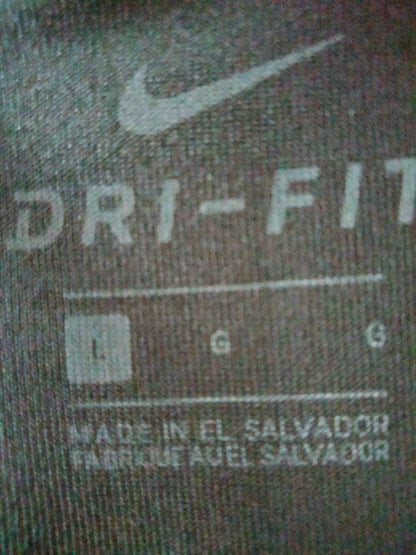 DRI-FIT
L G G
MADE IN EL SALVADOR
FABRIQUE AU EL SALVADOR